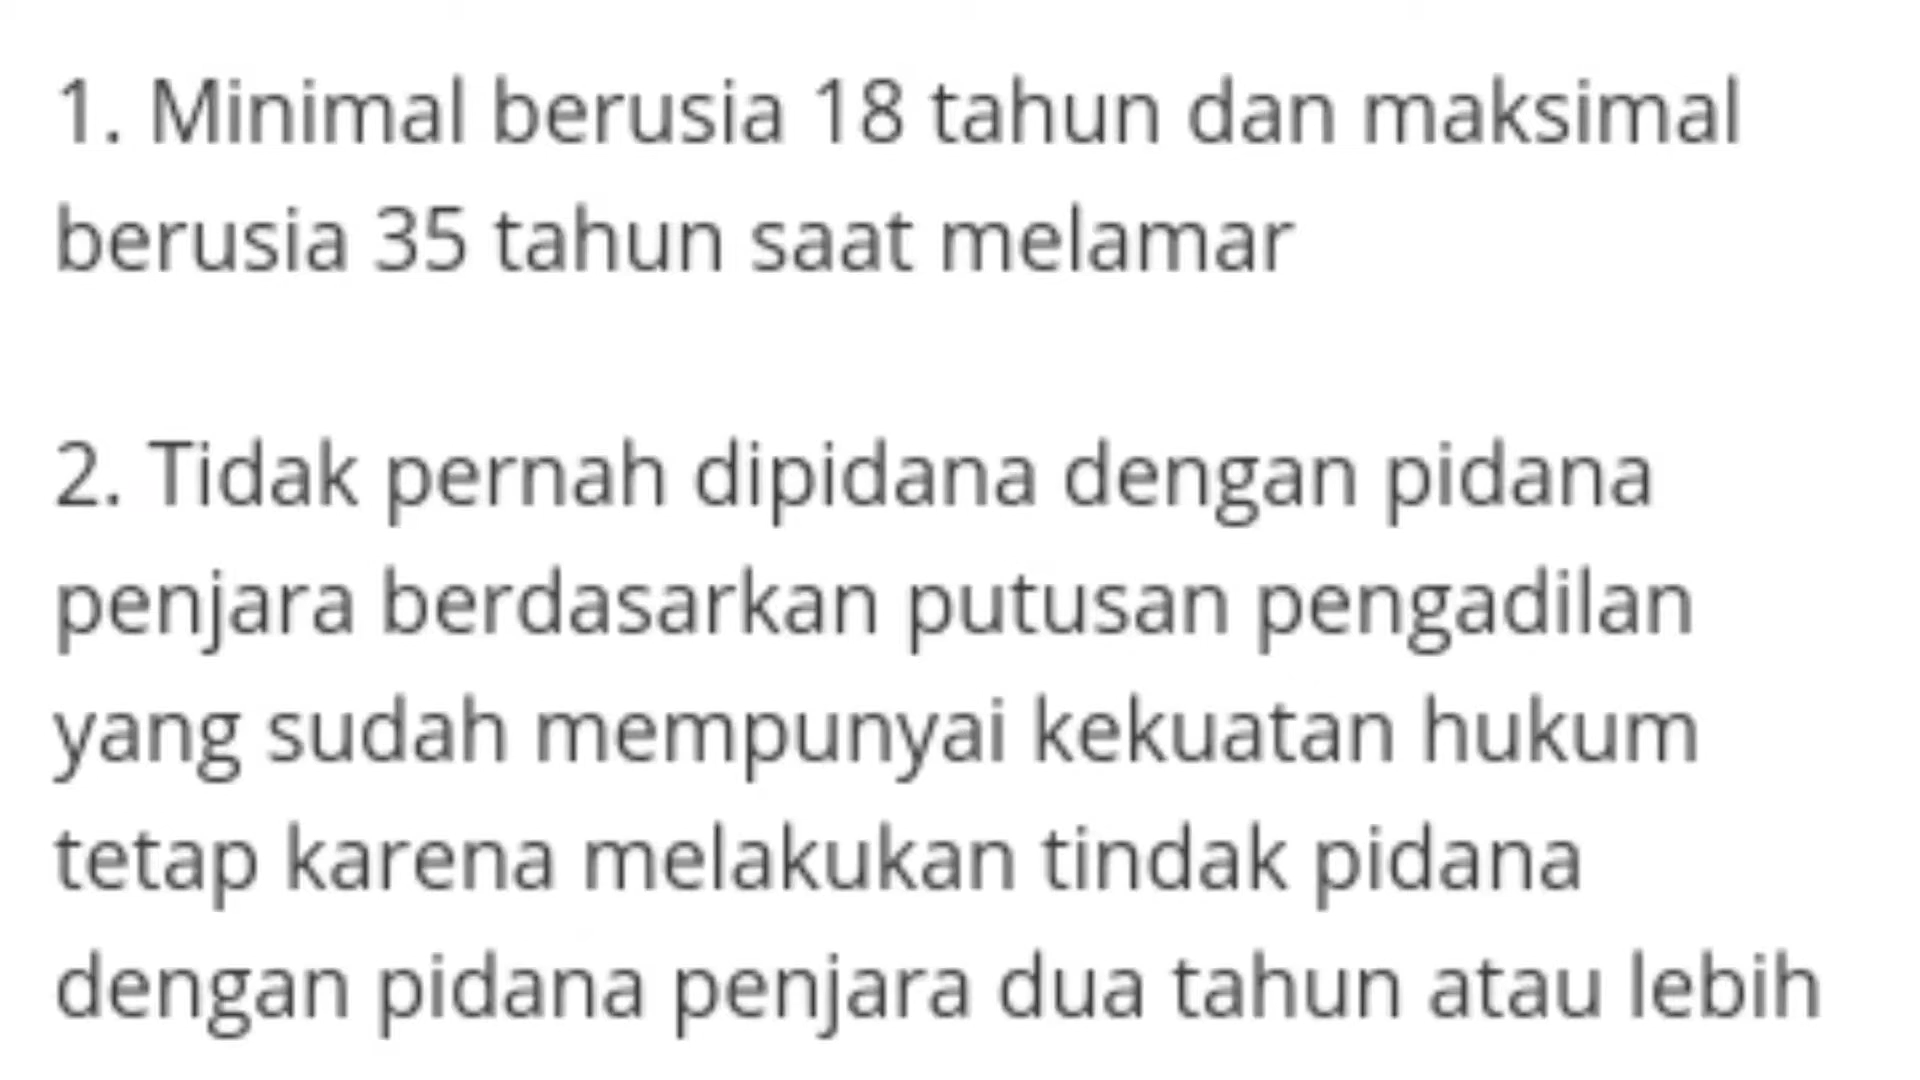 1. Minimal berusia 18 tahun dan maksimal
berusia 35 tahun saat melamar
2. Tidak pernah dipidana dengan pidana
penjara berdasarkan putusan pengadilan
yang sudah mempunyai kekuatan hukum
tetap karena melakukan tindak pidana
dengan pidana penjara dua tahun atau lebih